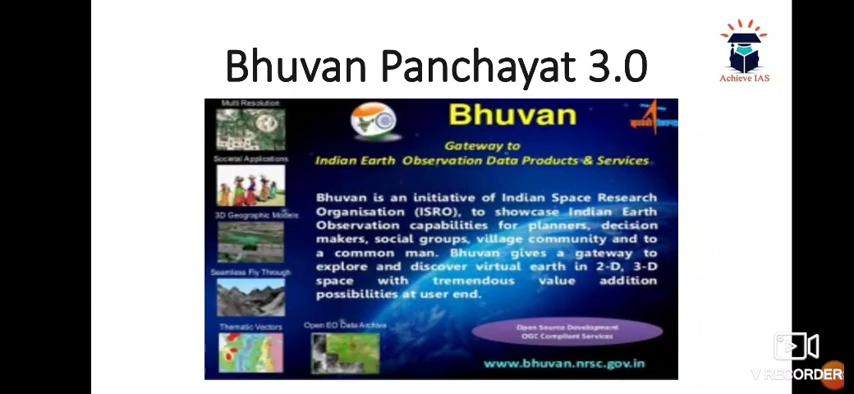 Bhuvan Panchayat 3.0
Achieve IAS
Multi Resolution
Societal Applications
3D Geographic Models
Seamless Fly Through
Thematic Vectors
Open EO Data Archive
Bhuvan
Gateway to
Indian Earth Observation Data Products & Services
Bhuvan is an initiative of Indian Space Research
Organisation (ISRO), to showcase Indian Earth
Observation capabilities for planners, decision
makers, social groups, village community and to
a common man. Bhuvan gives a gateway to
explore and discover virtual earth in 2-D, 3-D
space with tremendous value addition
possibilities at user end.
Open Source Development
OGC Compliant Services
www.bhuvan.nrsc.gov.in
V RECORDER